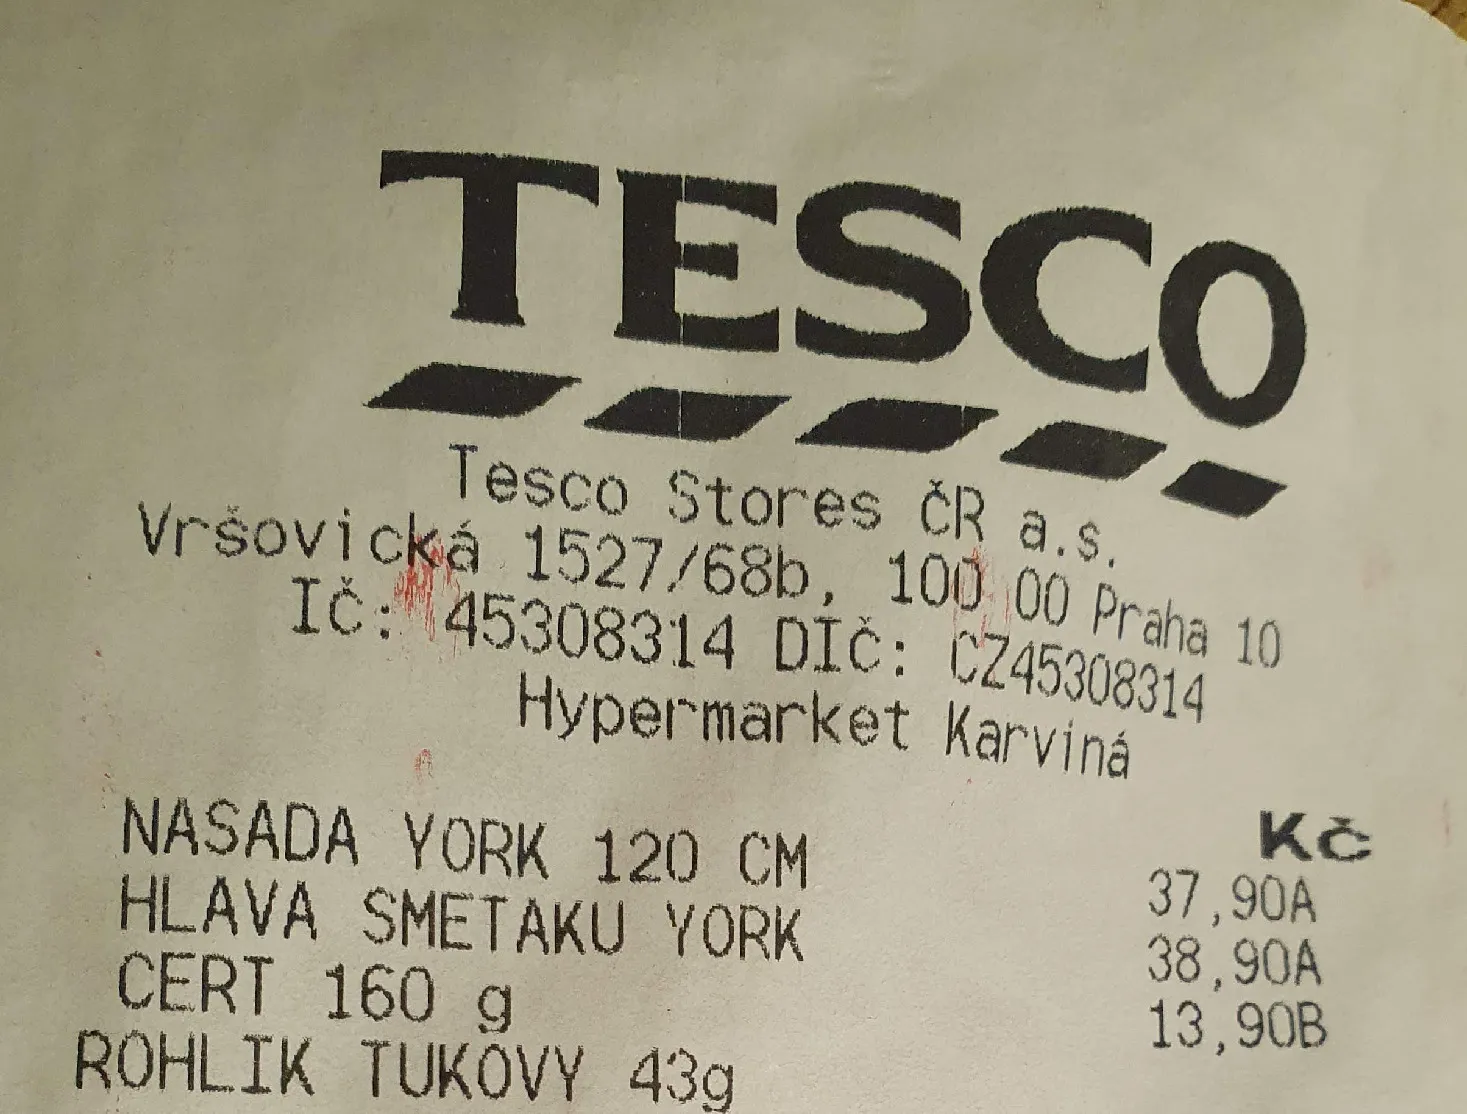 TESCO
Tesco Stores ČR a.s.
Vršovická 1527/68b, 100 00 Praha 10
IČ: 45308314 DIČ: CZ45308314
Hypermarket Karviná
Kč
NASADA YORK 120 CM 37,90A
HLAVA SMETAKU YORK 38,90A
CERT 160 g 13,90B
ROHLIK TUKOVY 43g